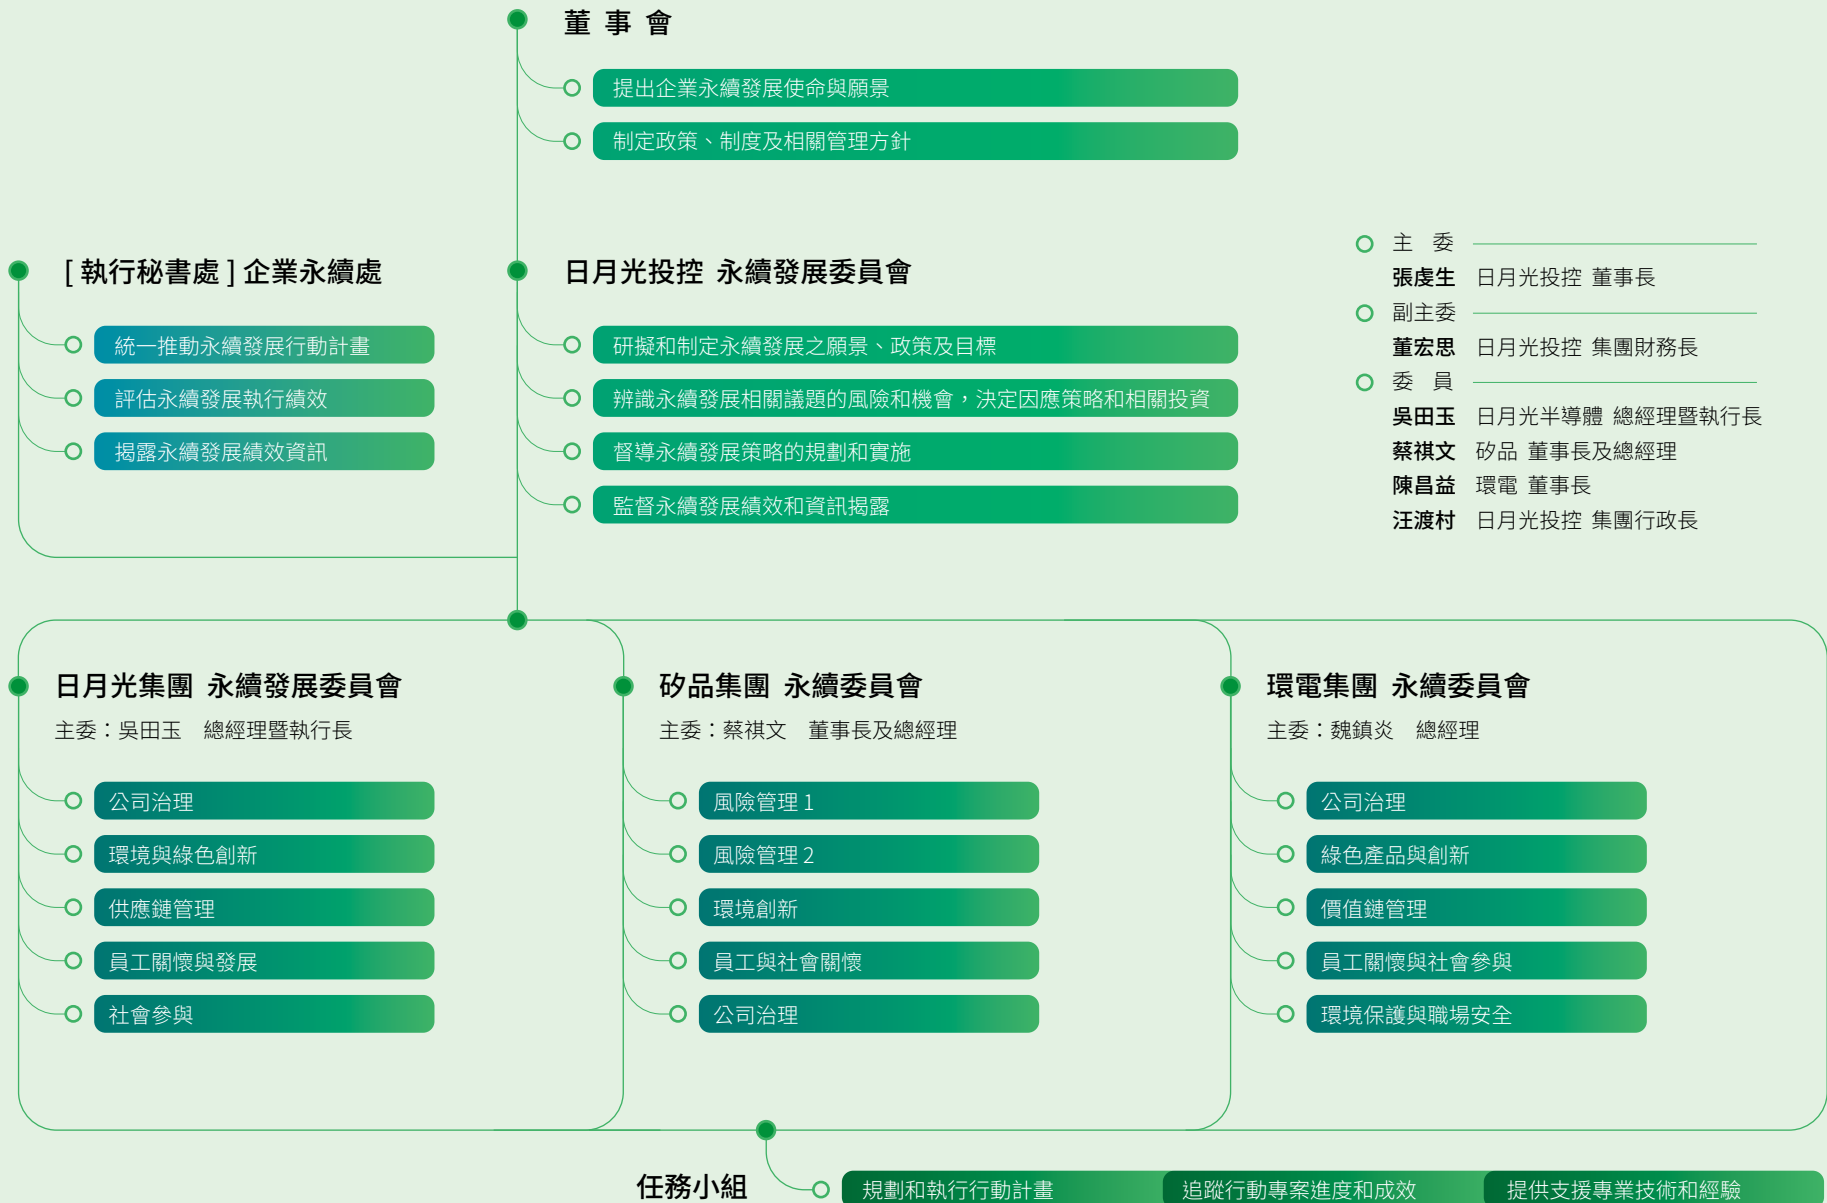 董事會
提出企業永續發展使命與願景
制定政策、制度及相關管理方針
[ 執行秘書處 ] 企業永續處
統一推動永續發展行動計畫
評估永續發展執行績效
揭露永續發展績效資訊
日月光投控 永續發展委員會
研擬和制定永續發展之願景、政策及目標
辨識永續發展相關議題的風險和機會，決定因應策略和相關投資
督導永續發展策略的規劃和實施
監督永續發展績效和資訊揭露
主 委
張虔生 日月光投控 董事長
副主委
董宏思 日月光投控 集團財務長
委 員
吳田玉 日月光半導體 總經理暨執行長
蔡祺文 矽品 董事長及總經理
陳昌益 環電 董事長
汪渡村 日月光投控 集團行政長
日月光集團 永續發展委員會
主委：吳田玉 總經理暨執行長
公司治理
環境與綠色創新
供應鏈管理
員工關懷與發展
社會參與
矽品集團 永續委員會
主委：蔡祺文 董事長及總經理
風險管理 1
風險管理 2
環境創新
員工與社會關懷
公司治理
環電集團 永續委員會
主委：魏鎮炎 總經理
公司治理
綠色產品與創新
價值鏈管理
員工關懷與社會參與
環境保護與職場安全
任務小組
規劃和執行行動計畫
追蹤行動專案進度和成效
提供支援專業技術和經驗